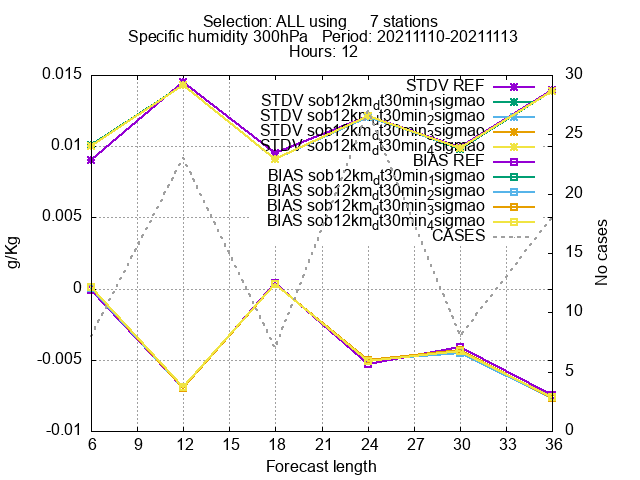 Selection: ALL using 7 stations
Specific humidity 300hPa Period: 20211110-20211113
Hours: 12
0.015
0.01
0.005
0
-0.005
-0.01
g/Kg
30
25
20
15
10
5
0
No cases
STDV REF
STDV sob12km_dt30min_1sigmao
STDV sob12km_dt30min_2sigmao
STDV sob12km_dt30min_3sigmao
STDV sob12km_dt30min_4sigmao
BIAS REF
BIAS sob12km_dt30min_1sigmao
BIAS sob12km_dt30min_2sigmao
BIAS sob12km_dt30min_3sigmao
BIAS sob12km_dt30min_4sigmao
CASES
6 9 12 15 18 21 24 27 30 33 36
Forecast length